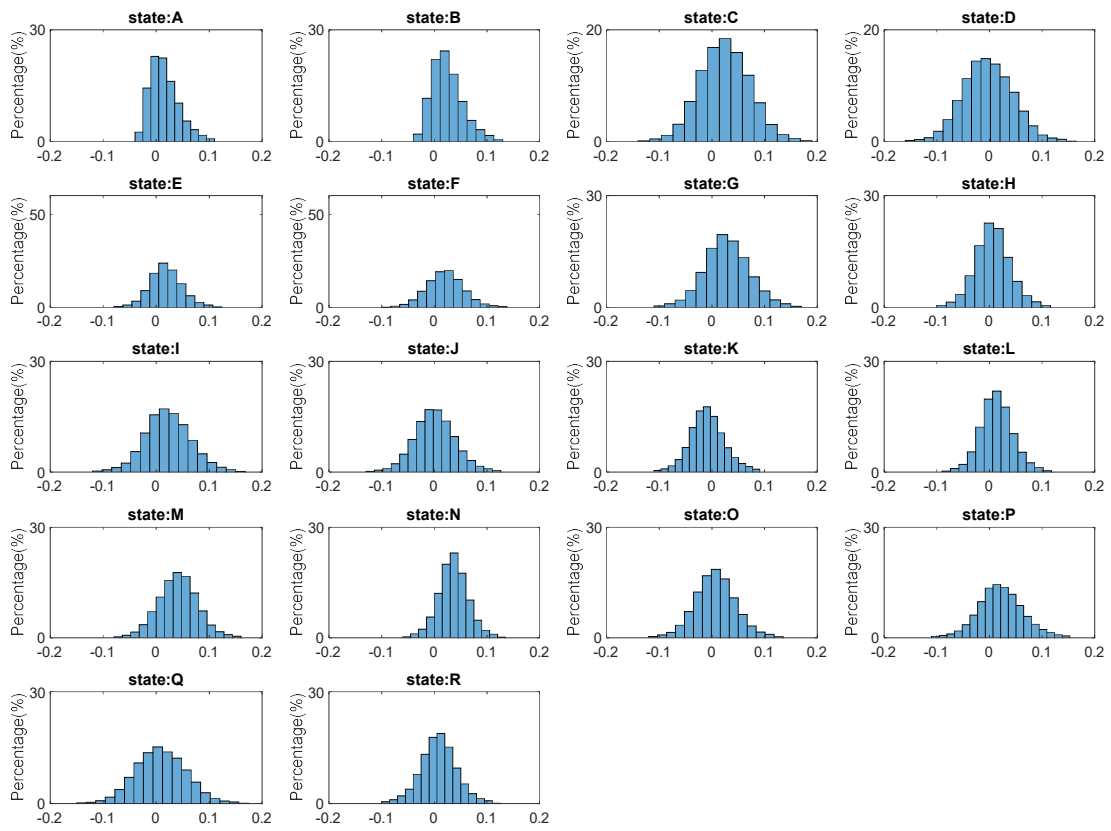 state:A
30
Percentage(%)
0
-0.2 -0.1 0 0.1 0.2
state:B
30
Percentage(%)
0
-0.2 -0.1 0 0.1 0.2
state:C
20
Percentage(%)
0
-0.2 -0.1 0 0.1 0.2
state:D
20
Percentage(%)
0
-0.2 -0.1 0 0.1 0.2
state:E
50
Percentage(%)
0
-0.2 -0.1 0 0.1 0.2
state:F
50
Percentage(%)
0
-0.2 -0.1 0 0.1 0.2
state:G
30
Percentage(%)
0
-0.2 -0.1 0 0.1 0.2
state:H
30
Percentage(%)
0
-0.2 -0.1 0 0.1 0.2
state:I
30
Percentage(%)
0
-0.2 -0.1 0 0.1 0.2
state:J
30
Percentage(%)
0
-0.2 -0.1 0 0.1 0.2
state:K
30
Percentage(%)
0
-0.2 -0.1 0 0.1 0.2
state:L
30
Percentage(%)
0
-0.2 -0.1 0 0.1 0.2
state:M
30
Percentage(%)
0
-0.2 -0.1 0 0.1 0.2
state:N
30
Percentage(%)
0
-0.2 -0.1 0 0.1 0.2
state:O
30
Percentage(%)
0
-0.2 -0.1 0 0.1 0.2
state:P
30
Percentage(%)
0
-0.2 -0.1 0 0.1 0.2
state:Q
30
Percentage(%)
0
-0.2 -0.1 0 0.1 0.2
state:R
30
Percentage(%)
0
-0.2 -0.1 0 0.1 0.2